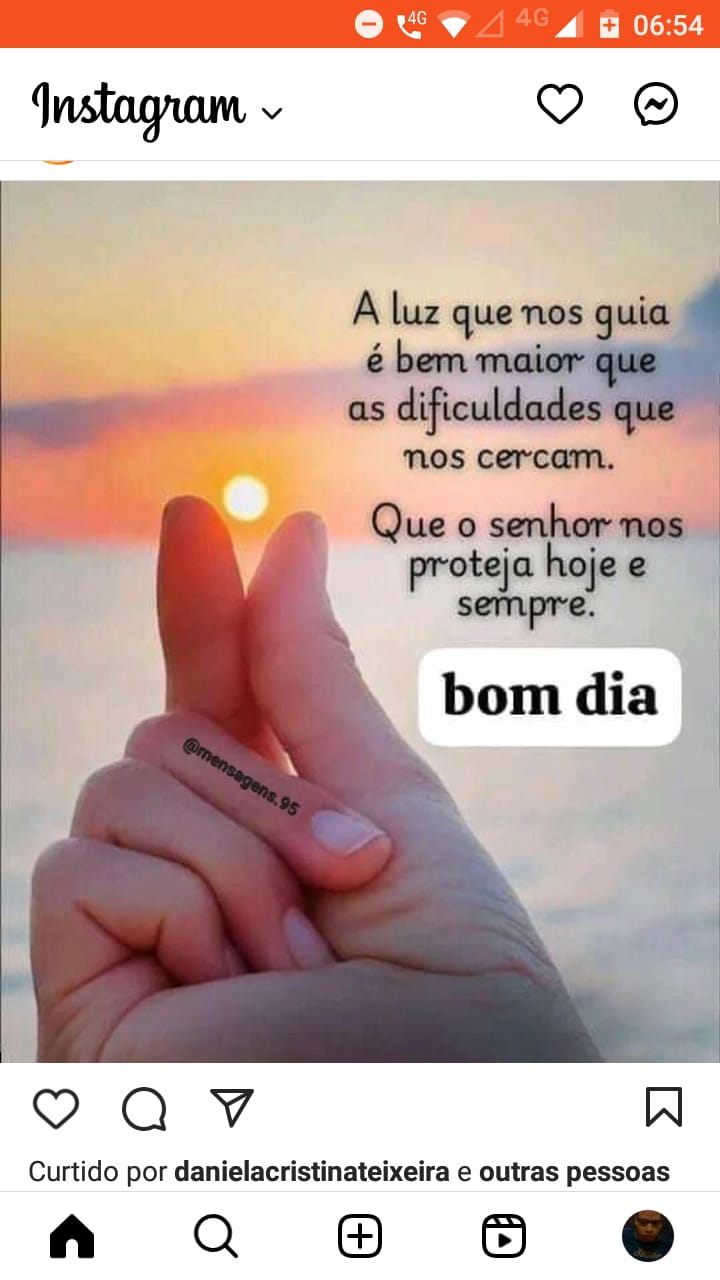 4G 4G 06:54
Instagram
A luz que nos guia
é bem maior que
as dificuldades que
nos cercam.
Que o senhor nos
proteja hoje e
sempre.
bom dia
@mensagens.95
Curtido por danielacristinateixeira e outras pessoas